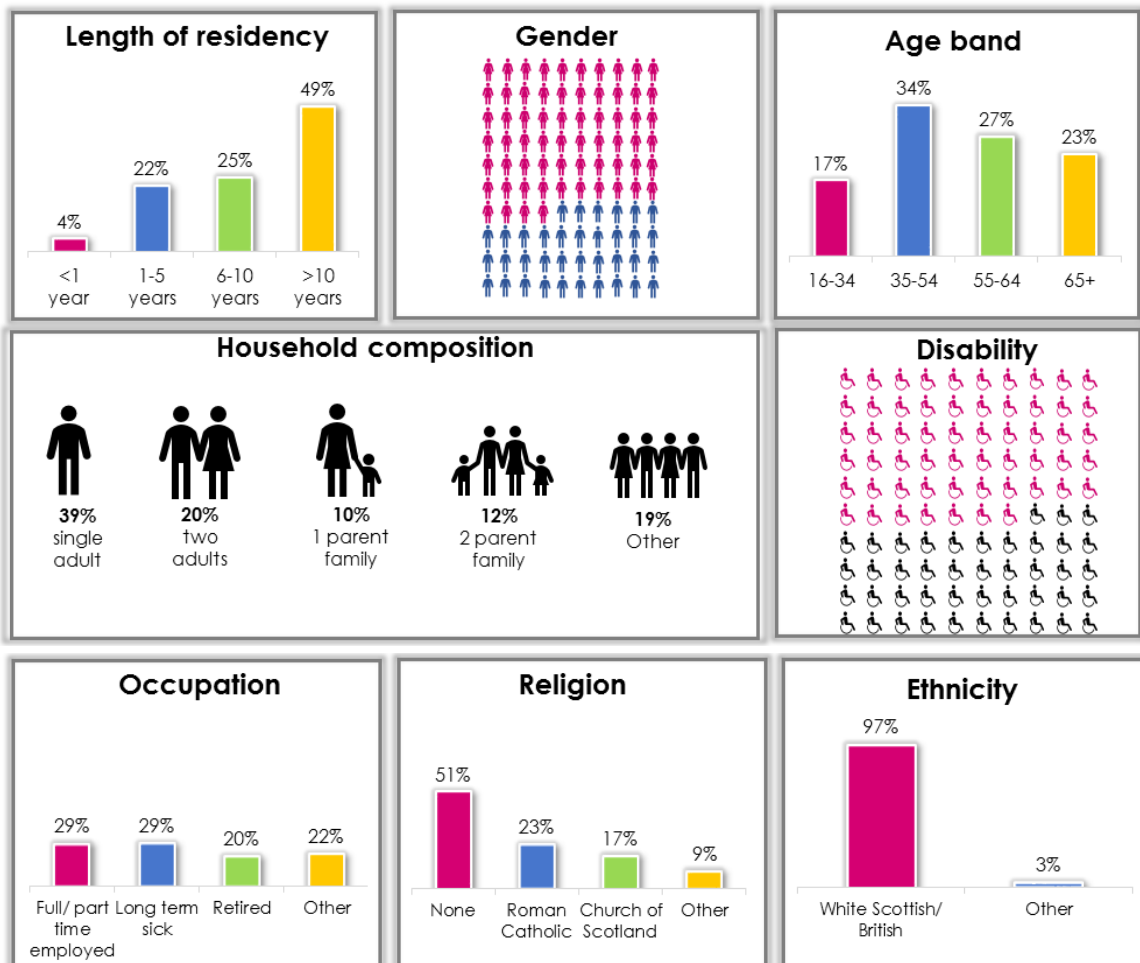 Length of residency
49%
25%
22%
4%
<1
year
1-5
years
6-10
years
>10
years
Gender
Age band
34%
27%
23%
17%
16-34
35-54
55-64
65+
Household composition
39%
single
adult
20%
two
adults
10%
1 parent
family
12%
2 parent
family
19%
Other
Disability
Occupation
29%
29%
20%
22%
Full/ part
time
employed
Long term
sick
Retired
Other
Religion
51%
23%
17%
9%
None
Roman
Catholic
Church of
Scotland
Other
Ethnicity
97%
3%
White Scottish/
British
Other